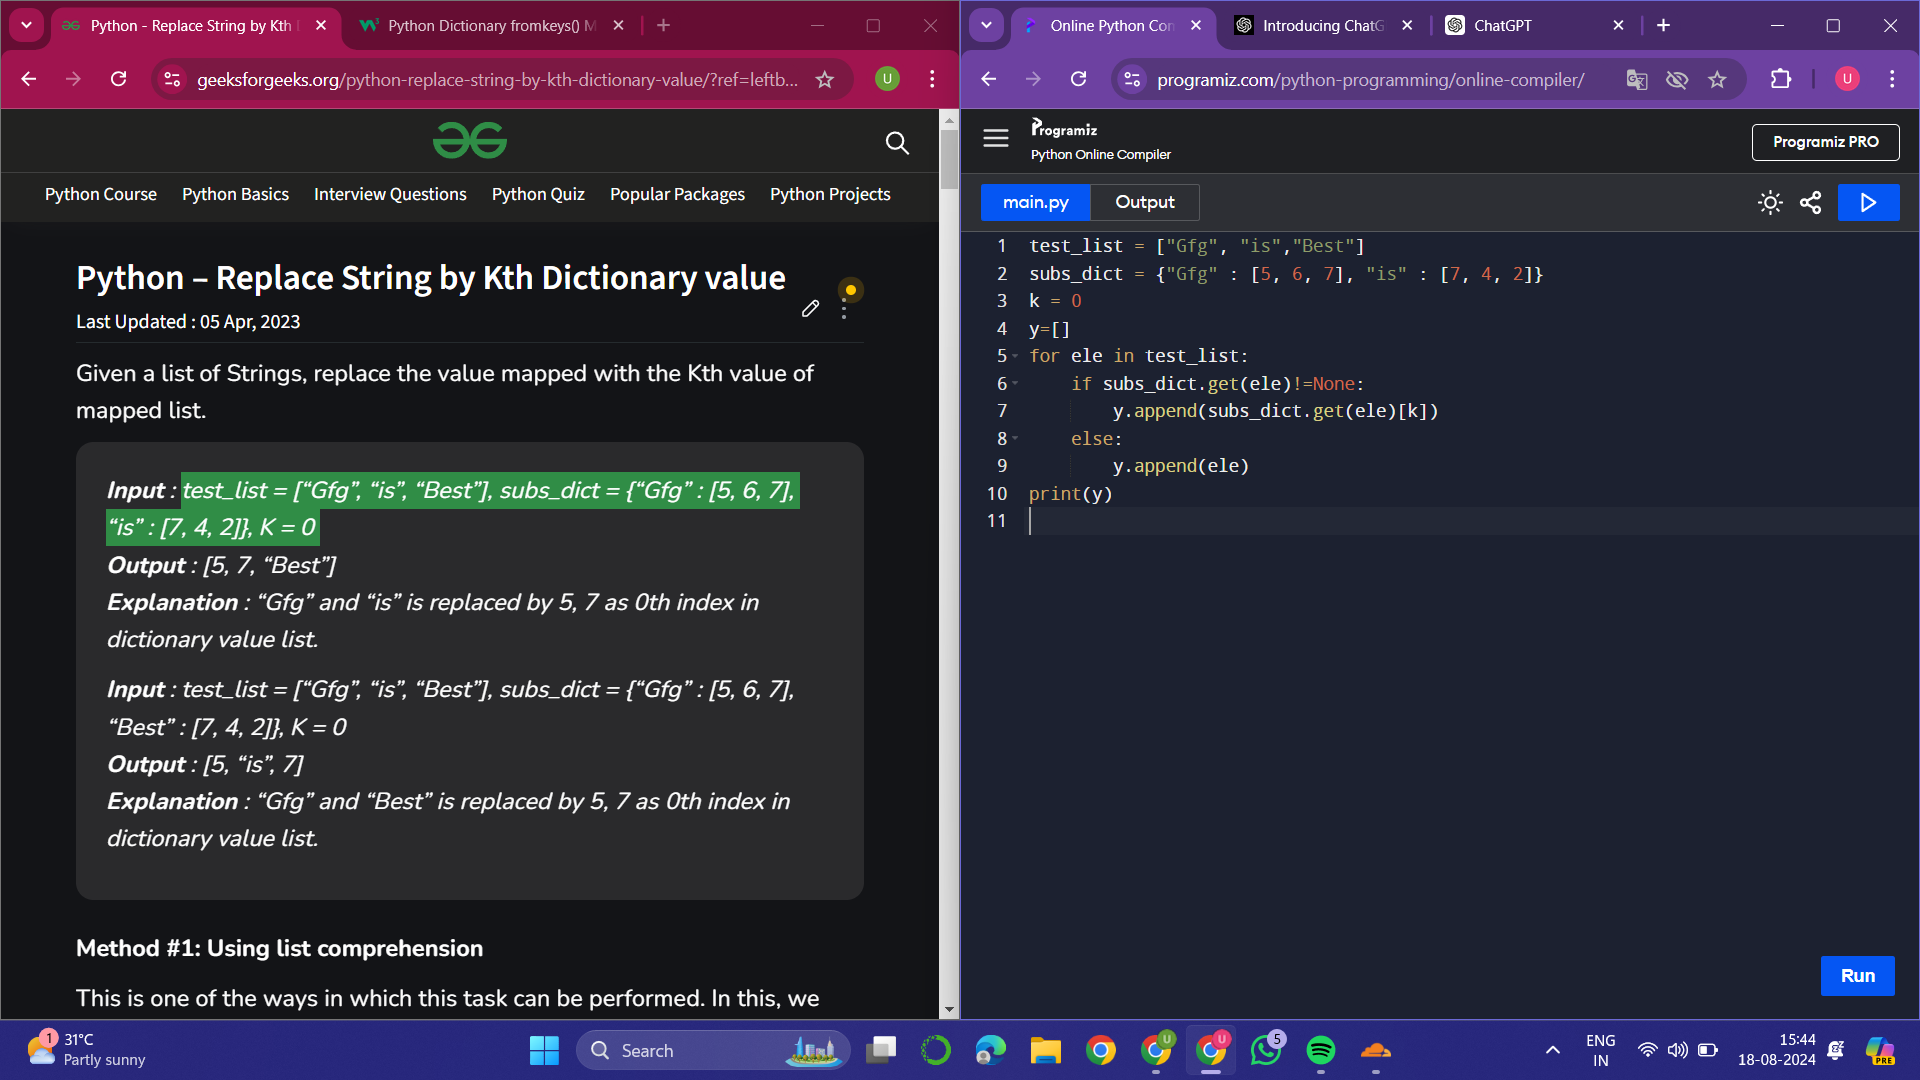 Python - Replace String by Kth
Python Dictionary fromkeys() M
geeksforgeeks.org/python-replace-string-by-kth-dictionary-value/?ref=leftb...
U
Python Course
Python Basics
Interview Questions
Python Quiz
Popular Packages
Python Projects
Python – Replace String by Kth Dictionary value
Last Updated : 05 Apr, 2023
Given a list of Strings, replace the value mapped with the Kth value of
mapped list.
Input : test_list = [“Gfg”, “is”, “Best”], subs_dict = {“Gfg” : [5, 6, 7],
“is” : [7, 4, 2]}, K = 0
Output : [5, 7, “Best”]
Explanation : “Gfg” and “is” is replaced by 5, 7 as 0th index in
dictionary value list.
Input : test_list = [“Gfg”, “is”, “Best”], subs_dict = {“Gfg” : [5, 6, 7],
“Best” : [7, 4, 2]}, K = 0
Output : [5, “is”, 7]
Explanation : “Gfg” and “Best” is replaced by 5, 7 as 0th index in
dictionary value list.
Method #1: Using list comprehension
This is one of the ways in which this task can be performed. In this, we
Online Python Con
Introducing ChatG
ChatGPT
programiz.com/python-programming/online-compiler/
U
Programiz
Python Online Compiler
Programiz PRO
main.py
Output
1 test_list = ["Gfg", "is","Best"]
2 subs_dict = {"Gfg" : [5, 6, 7], "is" : [7, 4, 2]}
3 k = 0
4 y=[]
5 for ele in test_list:
6     if subs_dict.get(ele)!=None:
7         y.append(subs_dict.get(ele)[k])
8     else:
9         y.append(ele)
10 print(y)
11
Run
1
31°C
Partly sunny
Search
U
U
5
ENG
IN
15:44
18-08-2024
PRE